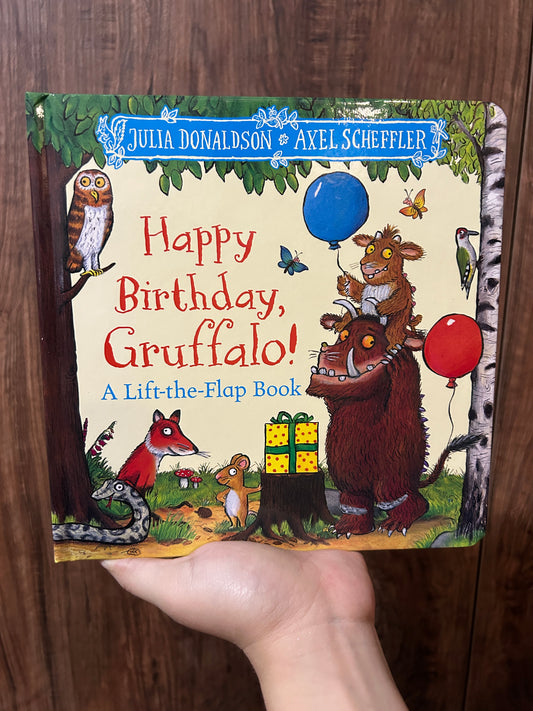 JULIA DONALDSON * AXEL SCHEFFLER
Happy
Birthday,
Gruffalo!
A Lift-the-Flap Book